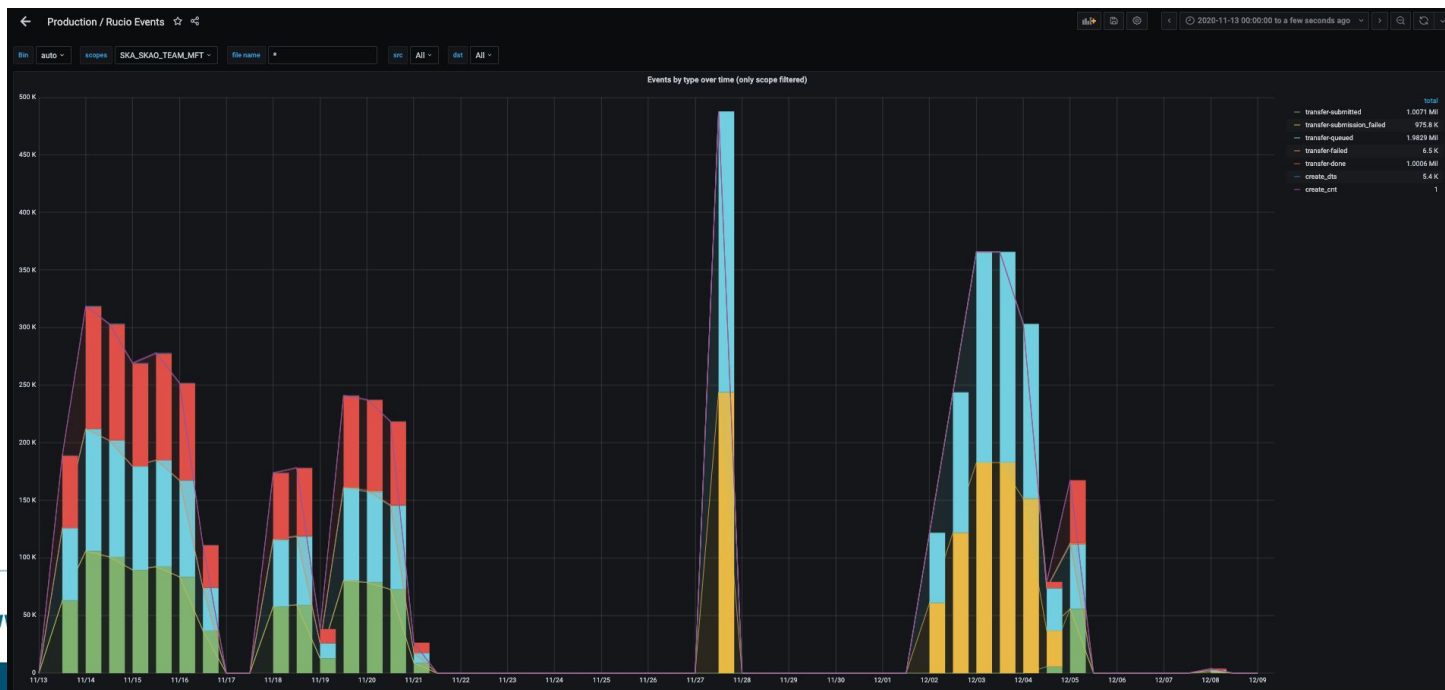 Production / Rucio Events
2020-11-13 00:00:00 to a few seconds ago
Bin auto scopes SKA_SKAO_TEAM_MFT file name * src All dst All
Events by type over time (only scope filtered)
500 K
450 K
400 K
350 K
300 K
250 K
200 K
150 K
100 K
50 K
0
11/13 11/14 11/15 11/16 11/17 11/18 11/19 11/20 11/21 11/22 11/23 11/24 11/25 11/26 11/27 11/28 11/29 11/30 12/01 12/02 12/03 12/04 12/05 12/06 12/07 12/08 12/09
total
transfer-submitted 1.0071 Mil
transfer-submission_failed 975.8 K
transfer-queued 1.9829 Mil
transfer-failed 6.5 K
transfer-done 1.0006 Mil
create_dts 5.4 K
create_cnt 1